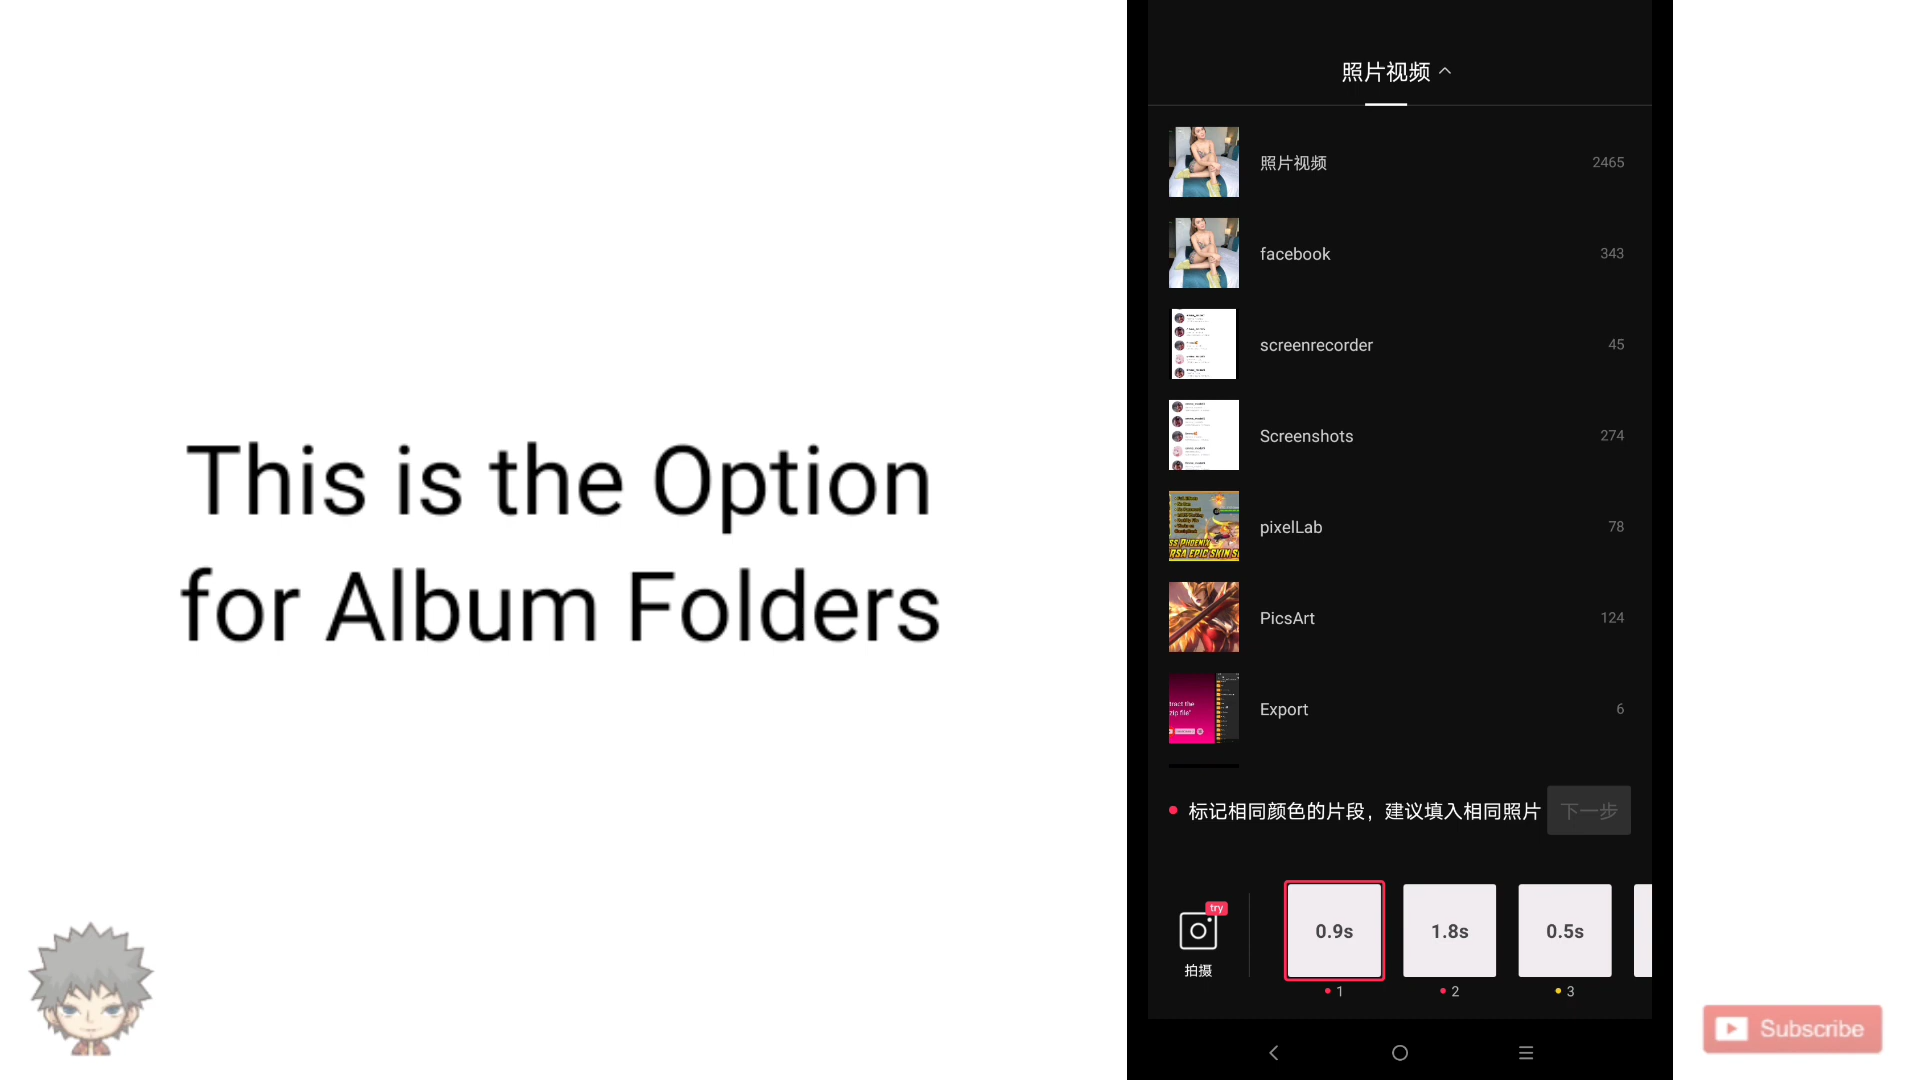 This is the Option
for Album Folders
照片视频
照片视频 2465
facebook 343
screenrecorder 45
Screenshots 274
pixelLab 78
PicsArt 124
Export 6
标记相同颜色的片段，建议填入相同照片 下一步
try
拍摄
0.9s 1.8s 0.5s
1 2 3
Subscribe